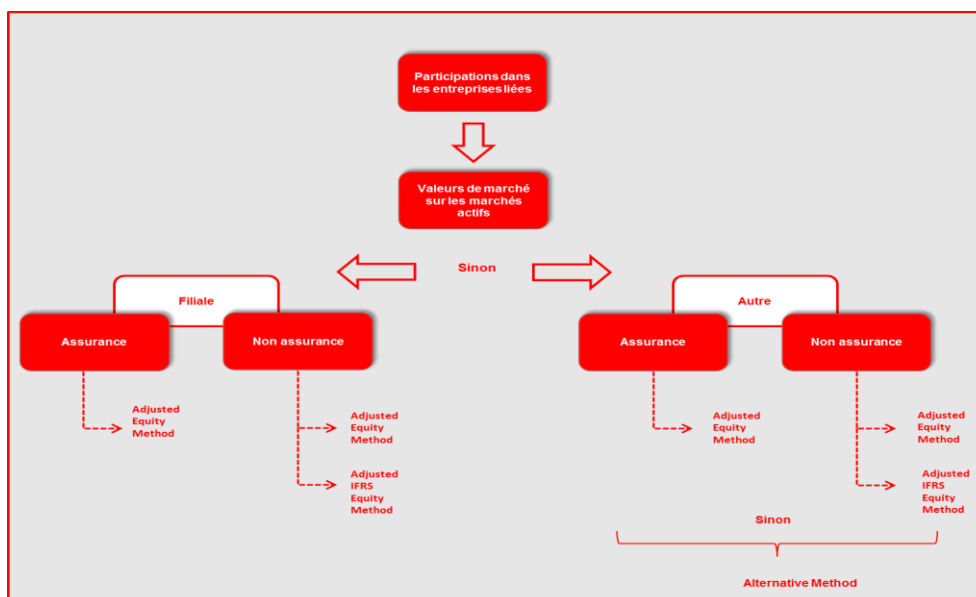 Participations dans
les entreprises liées
Valeurs de marché
sur les marchés
actifs
Sinon
Filiale
Assurance
Non assurance
Adjusted
Equity
Method
Adjusted
Equity
Method
Adjusted
IFRS
Equity
Method
Autre
Assurance
Non assurance
Adjusted
Equity
Method
Adjusted
Equity
Method
Adjusted
IFRS
Equity
Method
Sinon
Alternative Method